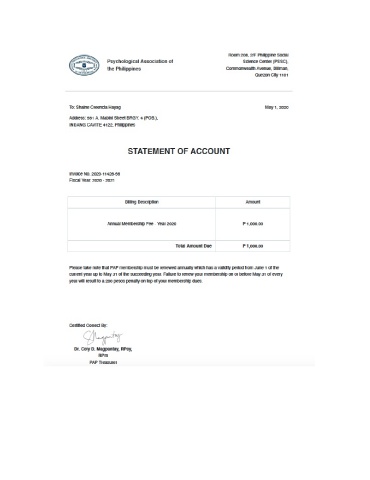 Psychological Association of
the Philippines
Room 208, 2/F Philippine Social
Science Center (PSSC),
Commonwealth Avenue, Diliman,
Quezon City 1101
To: Shaine Cresencia Hayag
May 1, 2020
Address: 591 A. Mabini Street BRGY. 4 (POB.),
INDANG CAVITE 4122, Philippines
STATEMENT OF ACCOUNT
Invoice No. 2020-11428-98
Fiscal Year: 2020 - 2021
Billing Description Amount
Annual Membership Fee - Year 2020 P 1,000.00
Total Amount Due P 1,000.00
Please take note that PAP membership must be renewed annually which has a validity period from June 1 of the
current year up to May 31 of the succeeding year. Failure to renew your membership on or before May 31 of every
year will result to a 200 pesos penalty on top of your membership dues.
Certified Correct By:
Dr. Cely D. Magpantay, RPsy,
RPm
PAP Treasurer